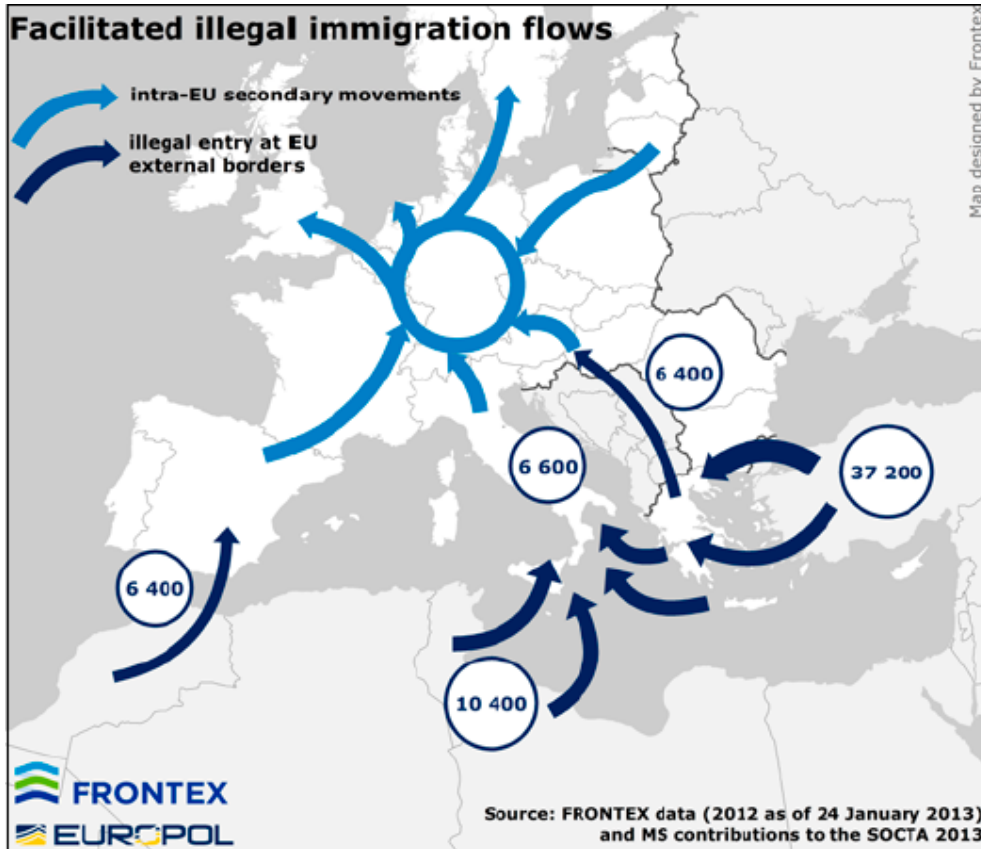 Facilitated illegal immigration flows
intra-EU secondary movements
illegal entry at EU
external borders
Map designed by Frontex
6 400
6 600
37 200
6 400
10 400
FRONTEX
EUROPOL
Source: FRONTEX data (2012 as of 24 January 2013)
and MS contributions to the SOCTA 2013